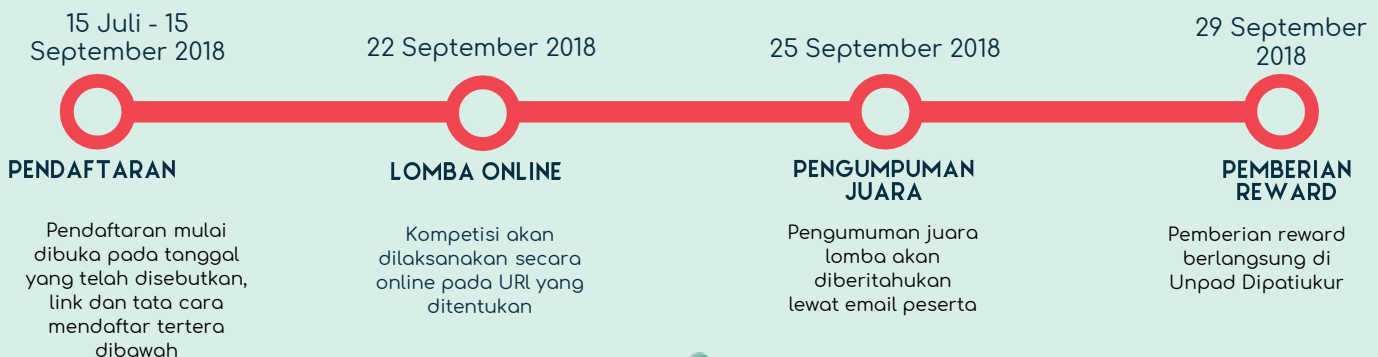 15 Juli - 15
September 2018
PENDAFTARAN
Pendaftaran mulai
dibuka pada tanggal
yang telah disebutkan,
link dan tata cara
mendaftar tertera
dibawah
22 September 2018
LOMBA ONLINE
Kompetisi akan
dilaksanakan secara
online pada URl yang
ditentukan
25 September 2018
PENGUMPUMAN
JUARA
Pengumuman juara
lomba akan
diberitahukan
lewat email peserta
29 September
2018
PEMBERIAN
REWARD
Pemberian reward
berlangsung di
Unpad Dipatiukur